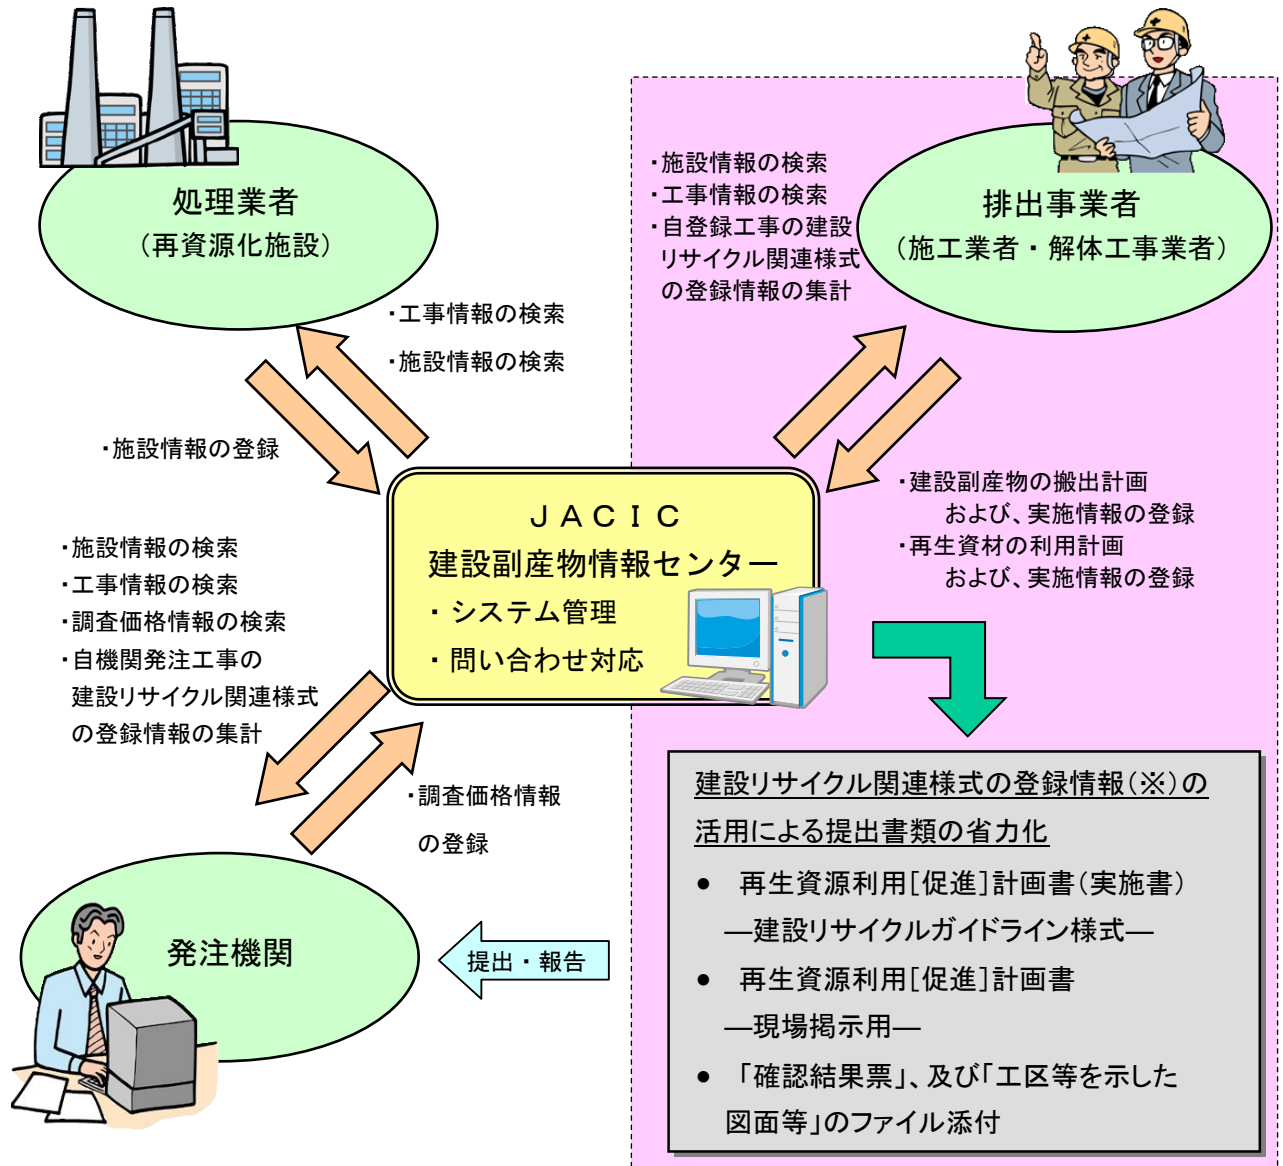 処理業者
（再資源化施設）
・施設情報の検索
・工事情報の検索
・自登録工事の建設
リサイクル関連様式
の登録情報の集計
排出事業者
（施工業者・解体工事業者）
・工事情報の検索
・施設情報の検索
・施設情報の登録
ＪＡＣＩＣ
建設副産物情報センター
・システム管理
・問い合わせ対応
・建設副産物の搬出計画
および、実施情報の登録
・再生資材の利用計画
および、実施情報の登録
・施設情報の検索
・工事情報の検索
・調査価格情報の検索
・自機関発注工事の
建設リサイクル関連様式
の登録情報の集計
・調査価格情報
の登録
発注機関
提出・報告
建設リサイクル関連様式の登録情報（※）の
活用による提出書類の省力化
● 再生資源利用［促進］計画書（実施書）
―建設リサイクルガイドライン様式―
● 再生資源利用［促進］計画書
―現場掲示用―
● 「確認結果票」、及び「工区等を示した
図面等」のファイル添付